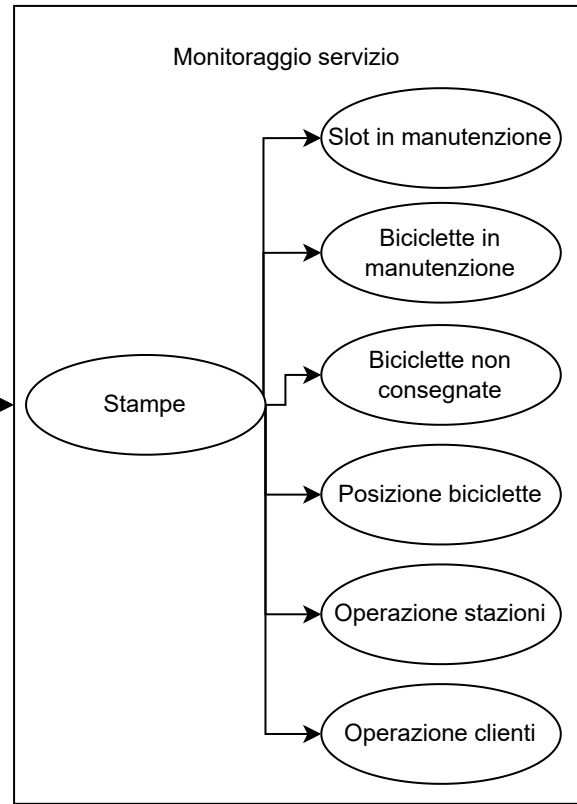 Monitoraggio servizio
Slot in manutenzione
Biciclette in
manutenzione
Biciclette non
consegnate
Stampe
Posizione biciclette
Operazione stazioni
Operazione clienti